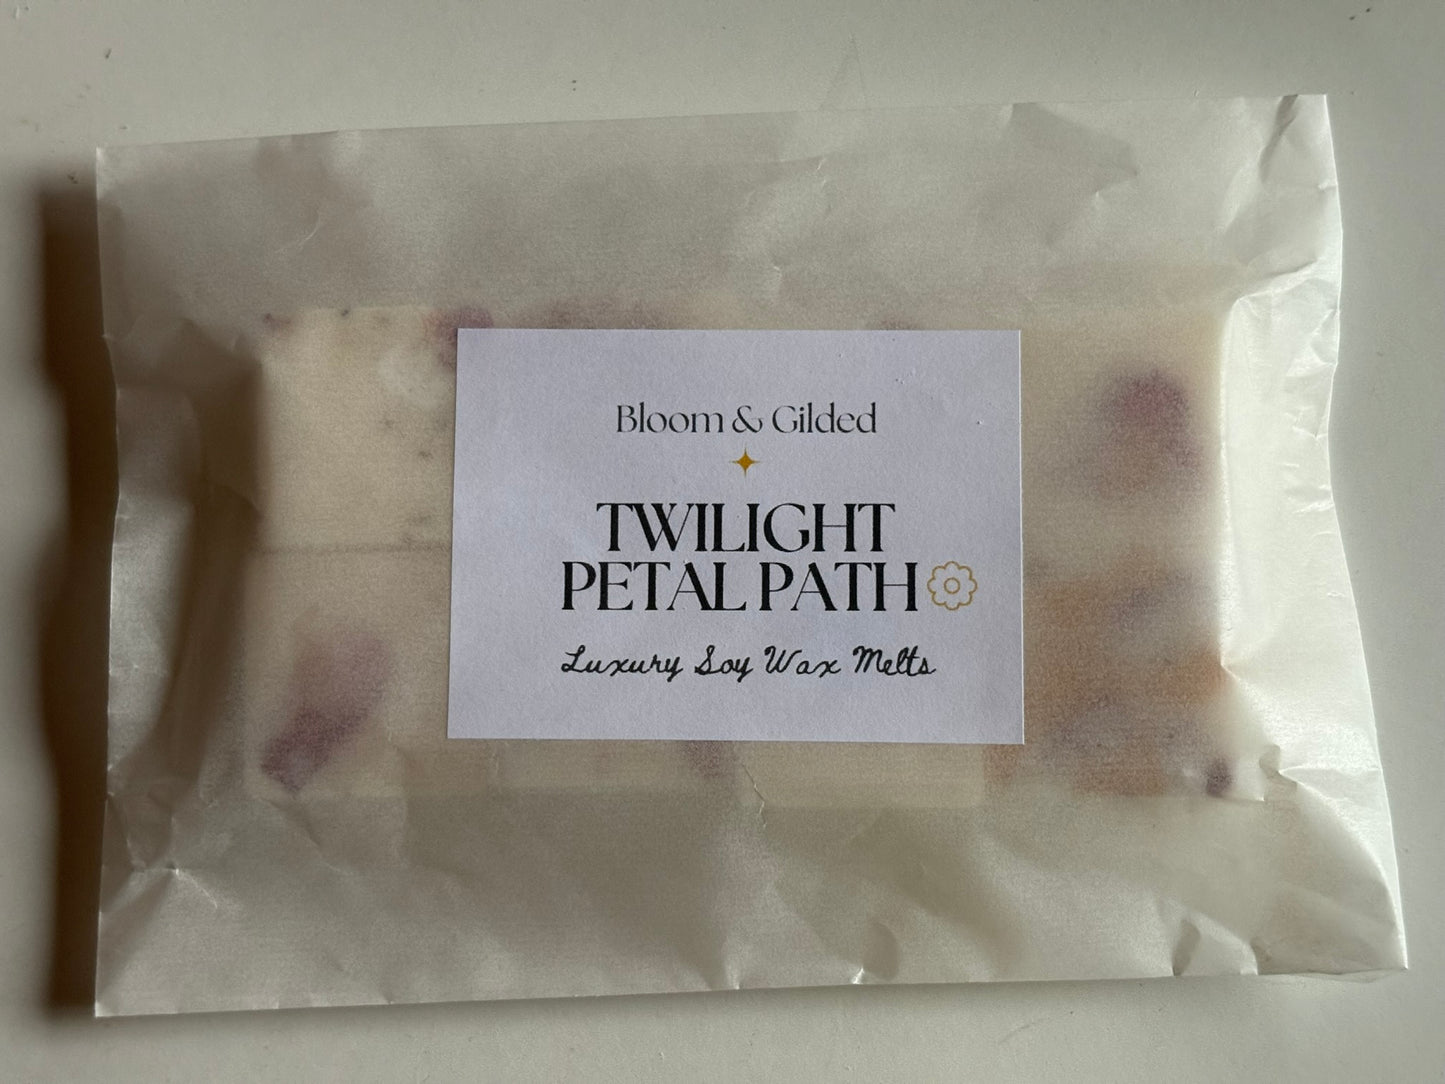 Bloom & Gilded
TWILIGHT
PETAL PATH
Luxury Soy Wax Melts